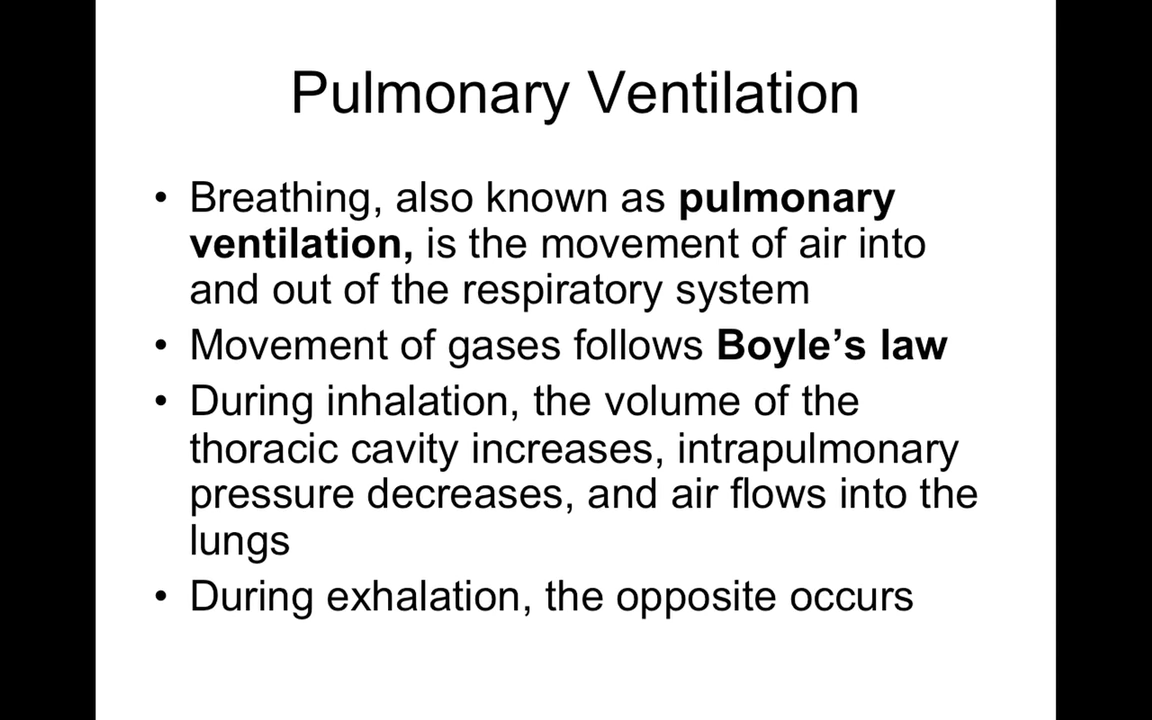 Pulmonary Ventilation
• Breathing, also known as pulmonary
ventilation, is the movement of air into
and out of the respiratory system
• Movement of gases follows Boyle’s law
• During inhalation, the volume of the
thoracic cavity increases, intrapulmonary
pressure decreases, and air flows into the
lungs
• During exhalation, the opposite occurs